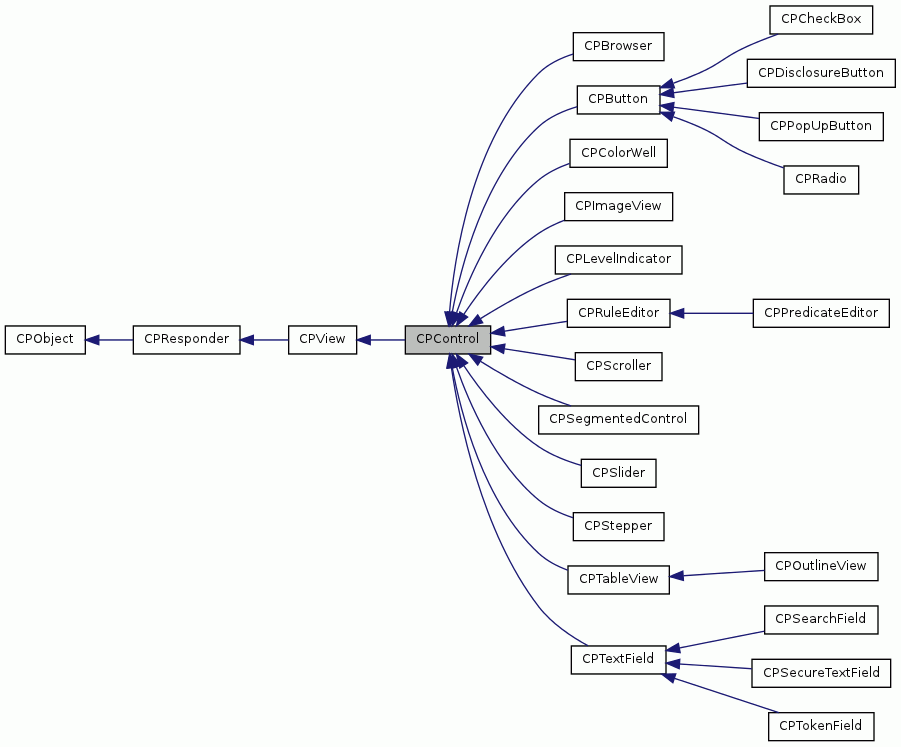 CPObject
CPResponder
CPView
CPControl
CPBrowser
CPButton
CPColorWell
CPImageView
CPLevelIndicator
CPRuleEditor
CPScroller
CPSegmentedControl
CPSlider
CPStepper
CPTableView
CPTextField
CPCheckBox
CPDisclosureButton
CPPopUpButton
CPRadio
CPPredicateEditor
CPOutlineView
CPSearchField
CPSecureTextField
CPTokenField